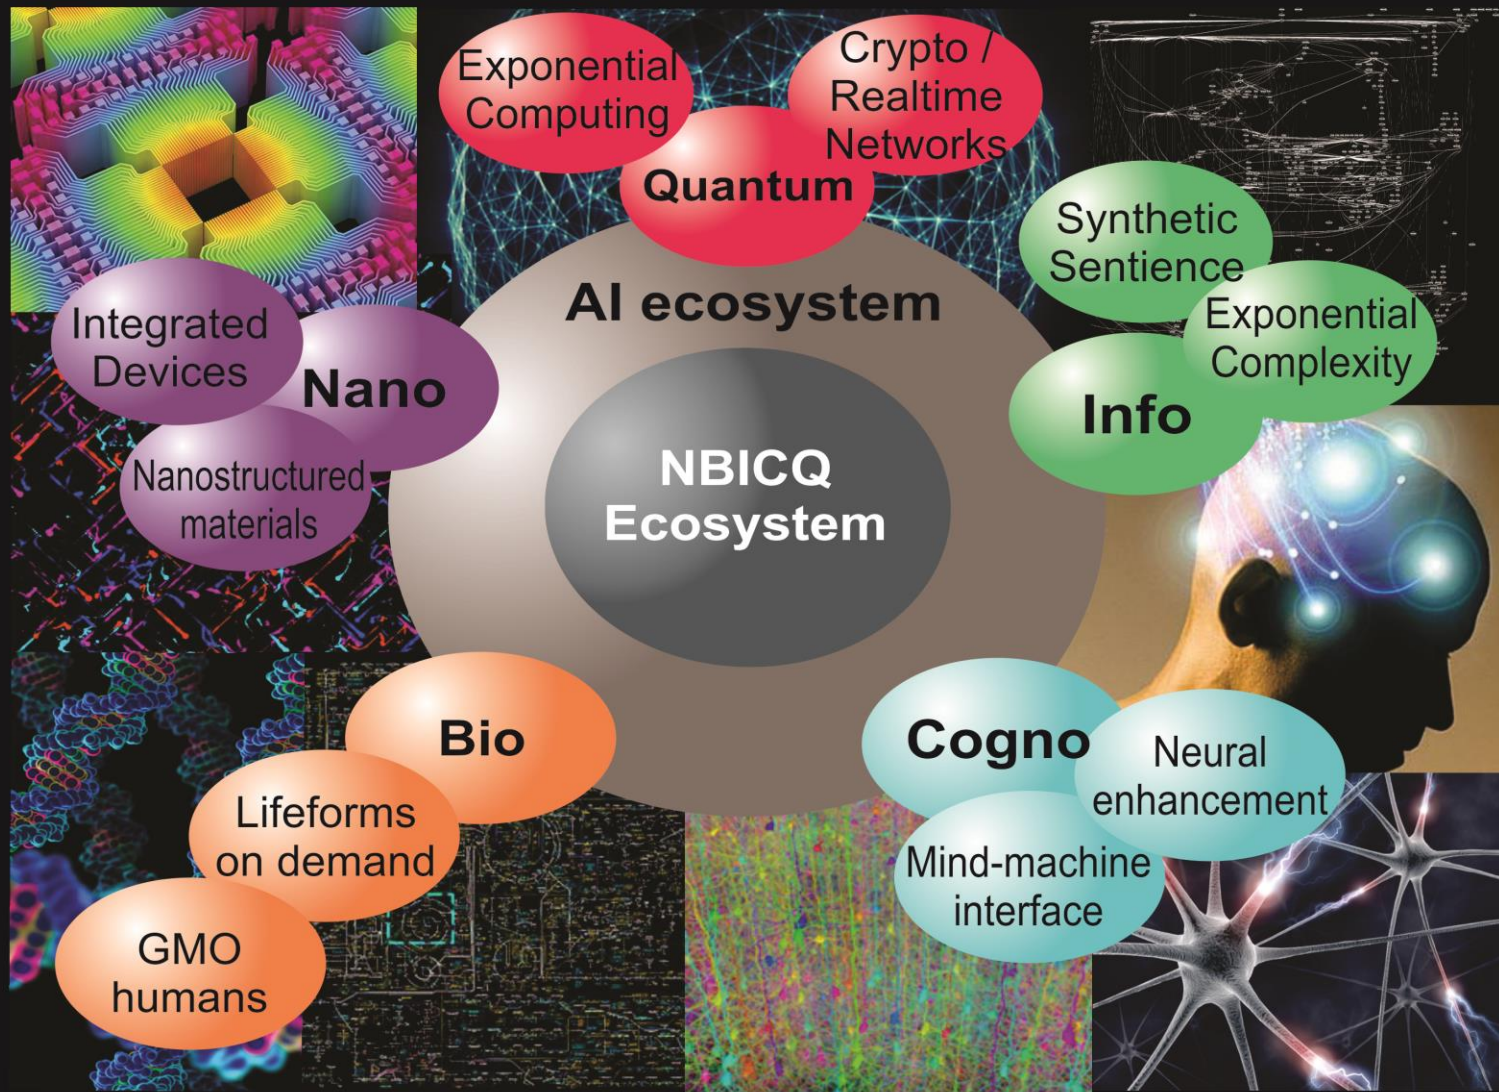 Exponential
Computing
Crypto /
Realtime
Networks
Quantum
Synthetic
Sentience
Exponential
Complexity
Info
AI ecosystem
Integrated
Devices
Nano
Nanostructured
materials
NBICQ
Ecosystem
Bio
Lifeforms
on demand
GMO
humans
Cogno
Neural
enhancement
Mind-machine
interface